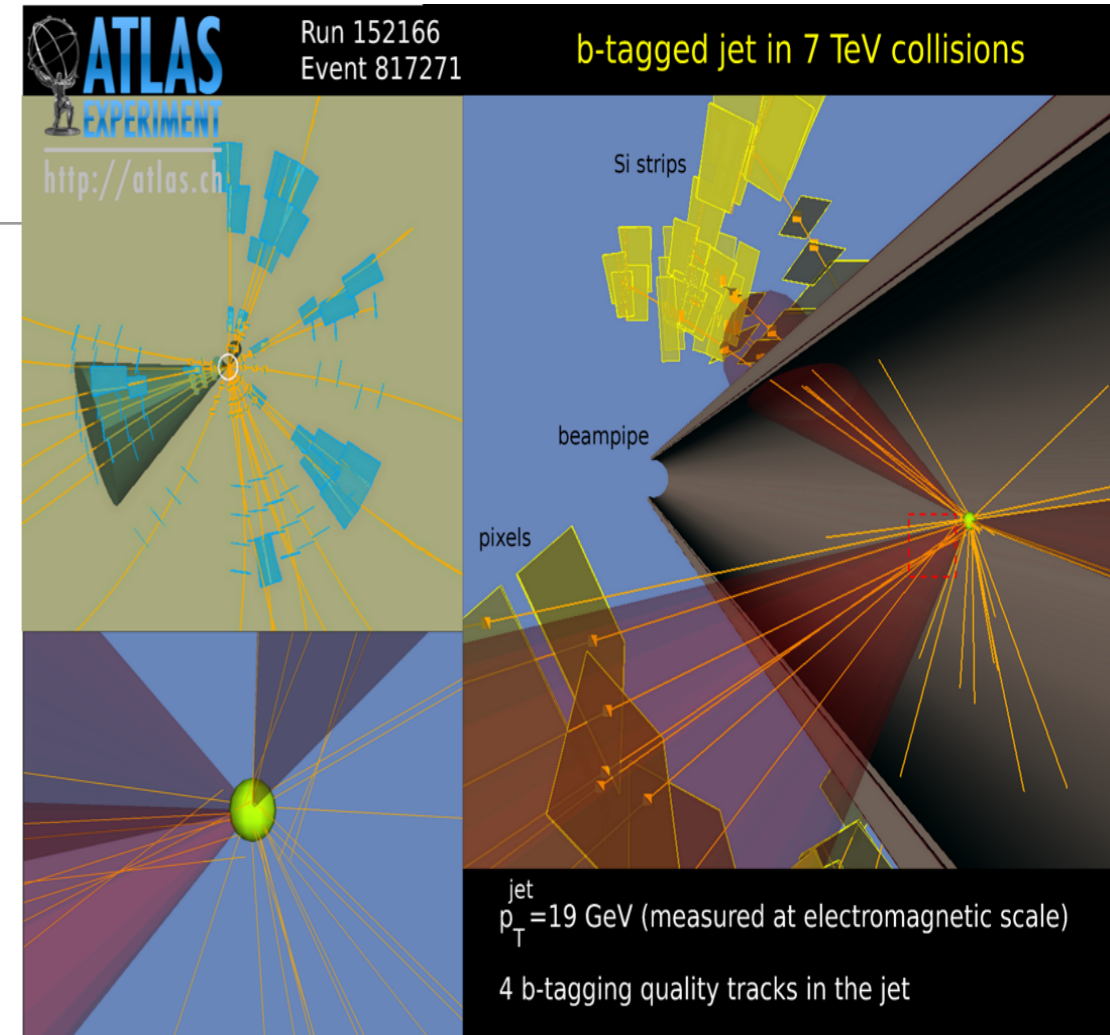 ATLAS
EXPERIMENT
http://atlas.ch
Run 152166
Event 817271
b-tagged jet in 7 TeV collisions
Si strips
beampipe
pixels
jet
p_T=19 GeV (measured at electromagnetic scale)
4 b-tagging quality tracks in the jet